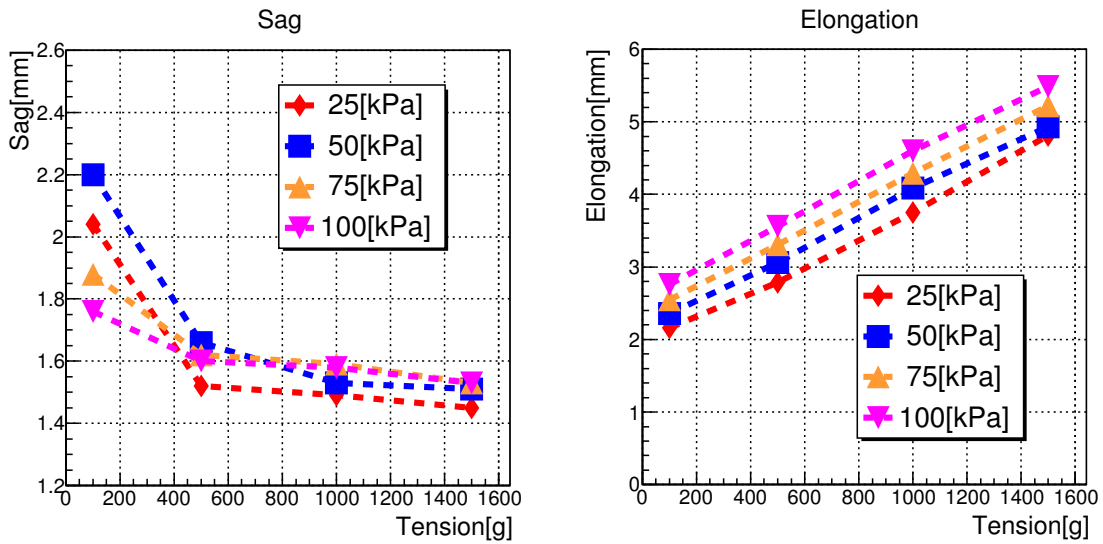 Sag
Sag[mm]
2.6
2.4
2.2
2
1.8
1.6
1.4
1.2
0 200 400 600 800 1000 1200 1400 1600
Tension[g]
25[kPa]
50[kPa]
75[kPa]
100[kPa]
Elongation
Elongation[mm]
6
5
4
3
2
1
0
0 200 400 600 800 1000 1200 1400 1600
Tension[g]
25[kPa]
50[kPa]
75[kPa]
100[kPa]